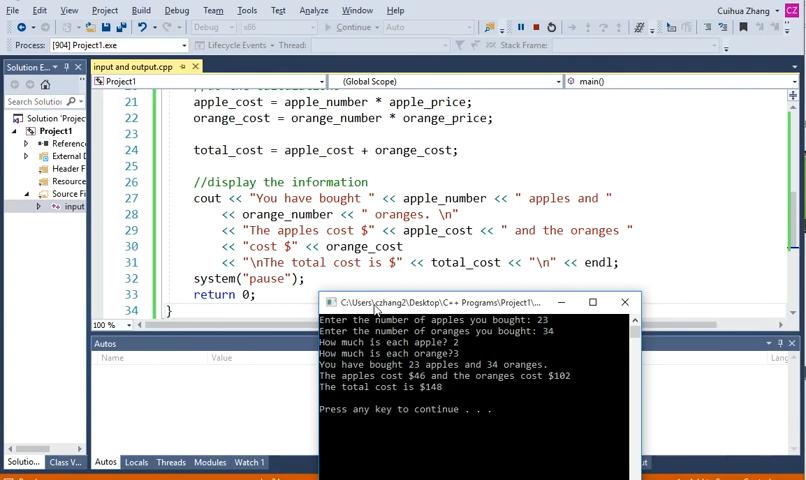 File Edit View Project Build Debug Team Tools Analyze Window Help Cuihua Zhang CZ
Debug x86 Continue Auto
Process: [904] Project1.exe Lifecycle Events Thread: Stack Frame:
Solution E... input and output.cpp
Project1 (Global Scope) main()
Search Solution
21 apple_cost = apple_number * apple_price;
22 orange_cost = orange_number * orange_price;
23
24 total_cost = apple_cost + orange_cost;
25
26 //display the information
27 cout << "You have bought " << apple_number << " apples and "
28 << orange_number << " oranges. \n"
29 << "The apples cost $" << apple_cost << " and the oranges "
30 << "cost $" << orange_cost
31 << "\nThe total cost is $" << total_cost << "\n" << endl;
32 system("pause");
33 return 0;
34 }
Solution 'Projec
Project1
Referenc
External D
Header F
Resource
Source Fi
input
100 %
C:\Users\czhang2\Desktop\C++ Programs\Project1\...
Enter the number of apples you bought: 23
Enter the number of oranges you bought: 34
How much is each apple? 2
How much is each orange?3
You have bought 23 apples and 34 oranges.
The apples cost $46 and the oranges cost $102
The total cost is $148
Press any key to continue . . .
Autos
Name Value Lang
Solutio... Class V... Autos Locals Threads Modules Watch 1